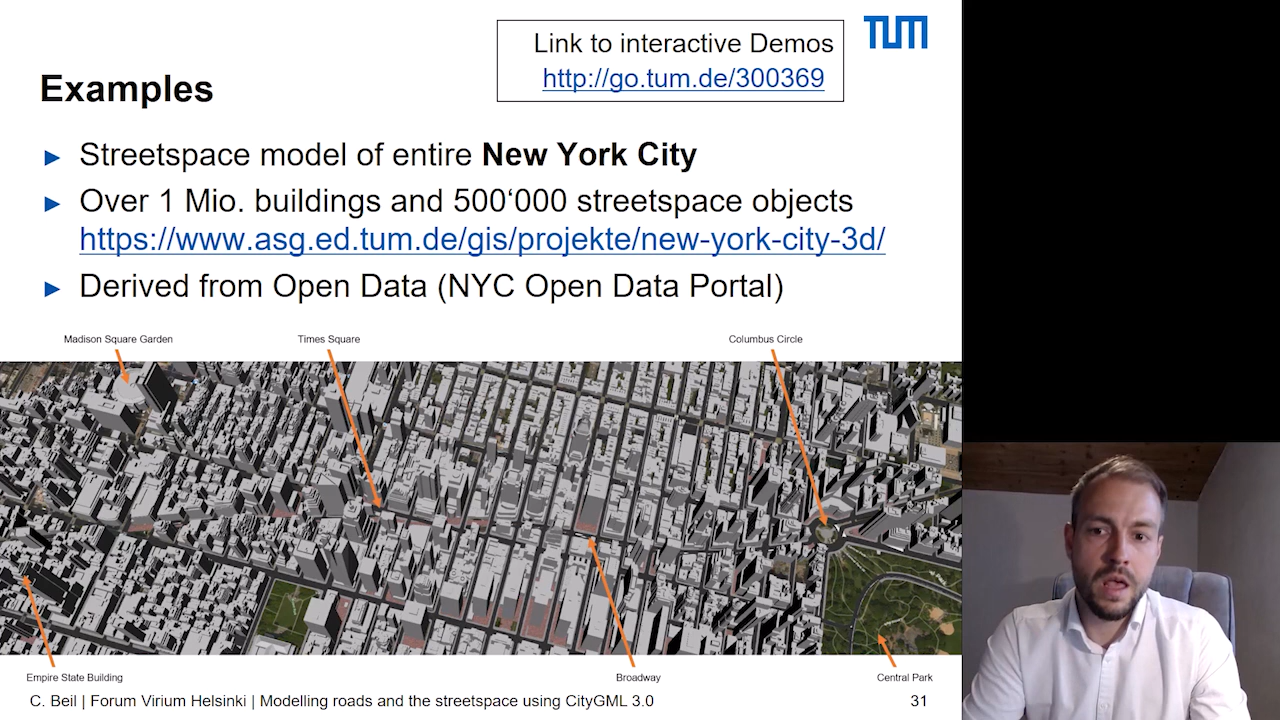 Link to interactive Demos
http://go.tum.de/300369
TUM
Examples
► Streetspace model of entire New York City
► Over 1 Mio. buildings and 500‘000 streetspace objects
https://www.asg.ed.tum.de/gis/projekte/new-york-city-3d/
► Derived from Open Data (NYC Open Data Portal)
Madison Square Garden
Times Square
Columbus Circle
Empire State Building
Broadway
Central Park
C. Beil | Forum Virium Helsinki | Modelling roads and the streetspace using CityGML 3.0
31